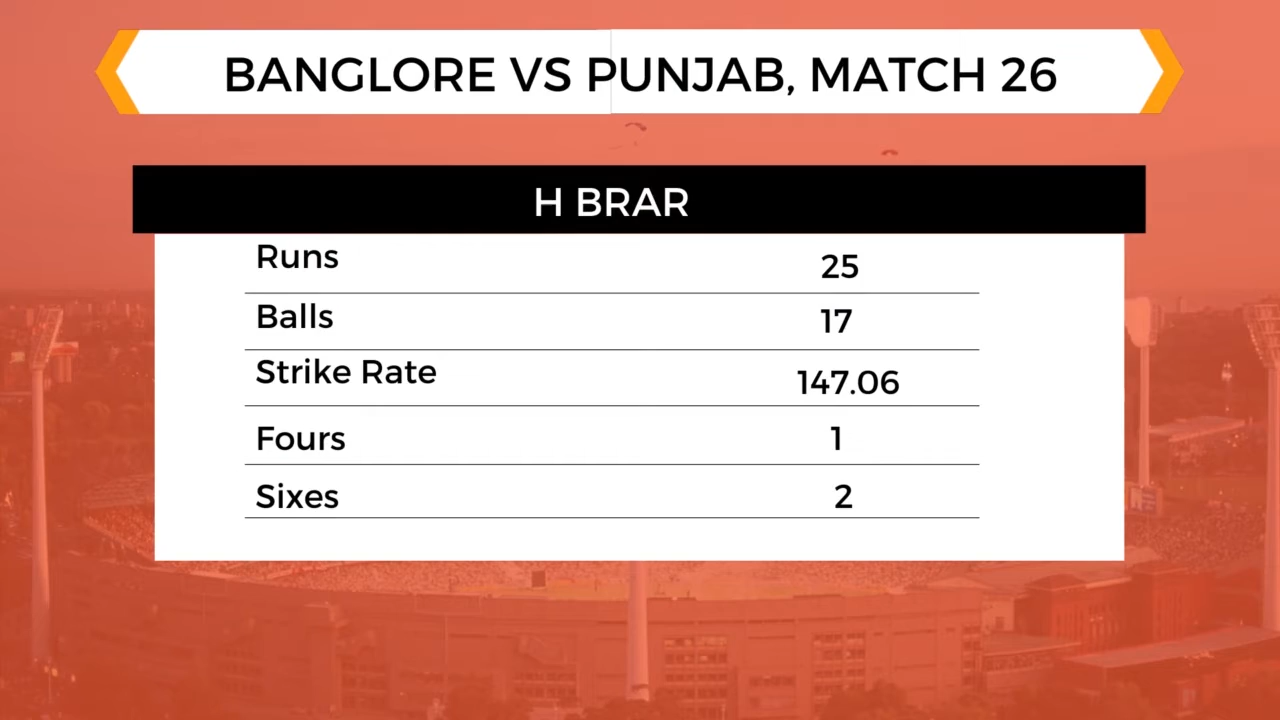 BANGLORE VS PUNJAB, MATCH 26
H BRAR
Runs 25
Balls 17
Strike Rate 147.06
Fours 1
Sixes 2